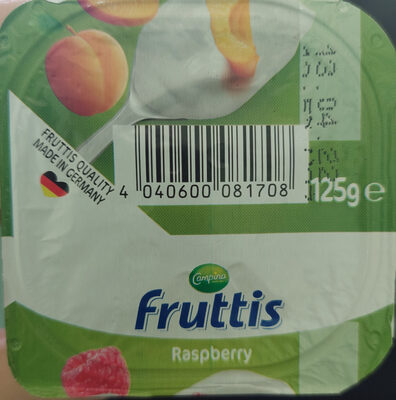 FRUTTIS QUALITY
MADE IN GERMANY
4 040600 081708
125g e
Campina
fruttis
Raspberry